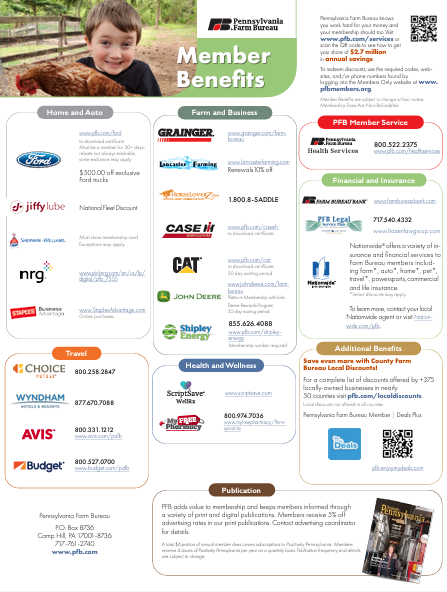 Pennsylvania
Farm Bureau
Member
Benefits
Pennsylvania Farm Bureau knows
you work hard for your money and
your membership should too. Visit
www.pfb.com/services or
scan the QR code to see how to get
your share of $2.7 million
in annual savings.
To redeem discounts, use the required codes, web-
sites, and/or phone numbers found by
logging into the Members Only website at www.
pfbmembers.org.
Member Benefits are subject to change without notice
Membership Dues Are Non-Refundable
Home and Auto
Ford
www.pfb.com/ford
to download certificate
Must be a member for 30+ days;
rebate not always stackable,
some exclusions may apply
$500.00 off exclusive
Ford trucks
jiffylube
National Fleet Discount
SHERWIN-WILLIAMS.
Must show membership card
Exceptions may apply
nrg
STAPLES Business
Advantage
www.StaplesAdvantage.com
Online purchases
Travel
CHOICE
HOTELS
800.258.2847
WYNDHAM
HOTELS & RESORTS
877.670.7088
AVIS
800.331.1212
www.avis.com/pafb
Budget
800.527.0700
www.budget.com/pafb
Pennsylvania Farm Bureau
P.O. Box 8736
Camp Hill, PA 17001-8736
717-761-2740
www.pfb.com
Farm and Business
GRAINGER
www.grainger.com/farm-
bureau
Lancaster Farming
www.lancasterfarming.com
Renewals 10% off
1.800.8-SADDLE
CASE IH
AGRICULTURE
www.pfb.com/caseih
to download certificate
CAT
www.pfb.com/cat
to download certificate
30 day waiting period
JOHN DEERE
www.johndeere.com/farm-
bureau
Platinum Membership with John
Deere Rewards Program
30 day waiting period
Shipley
Energy
855.626.4088
www.pfb.com/shipley-
energy
Membership number required
Health and Wellness
ScriptSave
WellRx
www.scriptsave.com
My FREE
Pharmacy
800.974.7036
www.myfreepharmacy/Penn-
sylvania
PFB Member Service
Pennsylvania
Farm Bureau
Health Services
800.522.2375
www.pfb.com/healthservices
Financial and Insurance
FARM BUREAU BANK
www.farmbureaubank.com
PFB Legal
Service Plan
717.540.4332
www.hazenlawgroup.com
Nationwide
Nationwide® offers a variety of in-
surance and financial services to
Farm Bureau members includ-
ing farm*, auto*, home*, pet*,
travel*, powersports, commercial
and life insurance.
*Select discounts may apply.
To learn more, contact your local
Nationwide agent or visit Nation-
wide.com/pfb.
Additional Benefits
Save even more with County Farm
Bureau Local Discounts!
For a complete list of discounts offered by +375
locally-owned businesses in nearly
50 counties visit pfb.com/localdiscounts.
Local discounts not offered in all counties
Pennsylvania Farm Bureau Member | Deals Plus
Deals
pfb.enjoymydeals.com
Publication
PFB adds value to membership and keeps members informed through
a variety of print and digital publications. Members receive 5% off
advertising rates in our print publications. Contact advertising coordinator
for details.
A total $6 portion of annual member dues covers subscriptions to Positively Pennsylvania. Members
receive 4 issues of Positively Pennsylvania per year on a quarterly basis. Publication frequency and details
are subject to change.
Pennsylvania